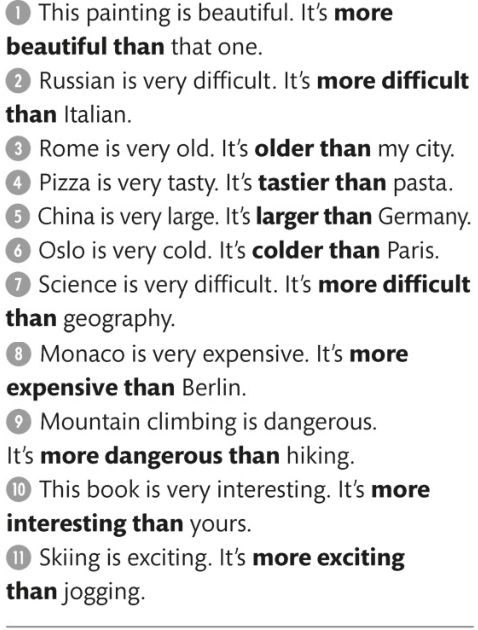 1 This painting is beautiful. It's more
beautiful than that one.
2 Russian is very difficult. It's more difficult
than Italian.
3 Rome is very old. It's older than my city.
4 Pizza is very tasty. It's tastier than pasta.
5 China is very large. It's larger than Germany.
6 Oslo is very cold. It's colder than Paris.
7 Science is very difficult. It's more difficult
than geography.
8 Monaco is very expensive. It's more
expensive than Berlin.
9 Mountain climbing is dangerous.
It's more dangerous than hiking.
10 This book is very interesting. It's more
interesting than yours.
11 Skiing is exciting. It's more exciting
than jogging.